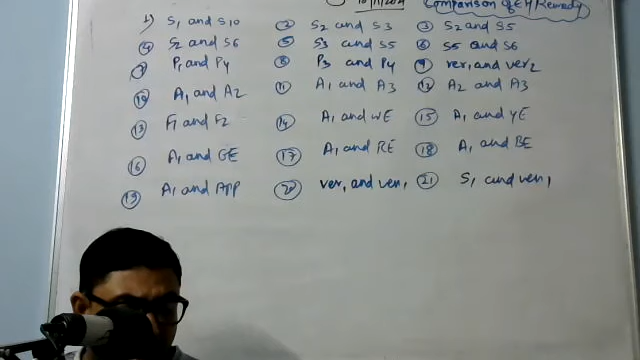 10/11/2021 Comparison of EH Remedy
1) S1 and S10 ② S2 and S3 ③ S2 and S5
④ S2 and S6 ⑤ S3 and S5 ⑥ S5 and S6
⑦ P1 and P4 ⑧ P3 and P4 ⑨ ver1 and ver2
⑩ A1 and A2 ⑪ A1 and A3 ⑫ A2 and A3
⑬ F1 and F2 ⑭ A1 and WE ⑮ A1 and YE
⑯ A1 and GE ⑰ A1 and RE ⑱ A1 and BE
⑲ A1 and APP ⑳ ver1 and ven1 ㉑ S1 and ven1